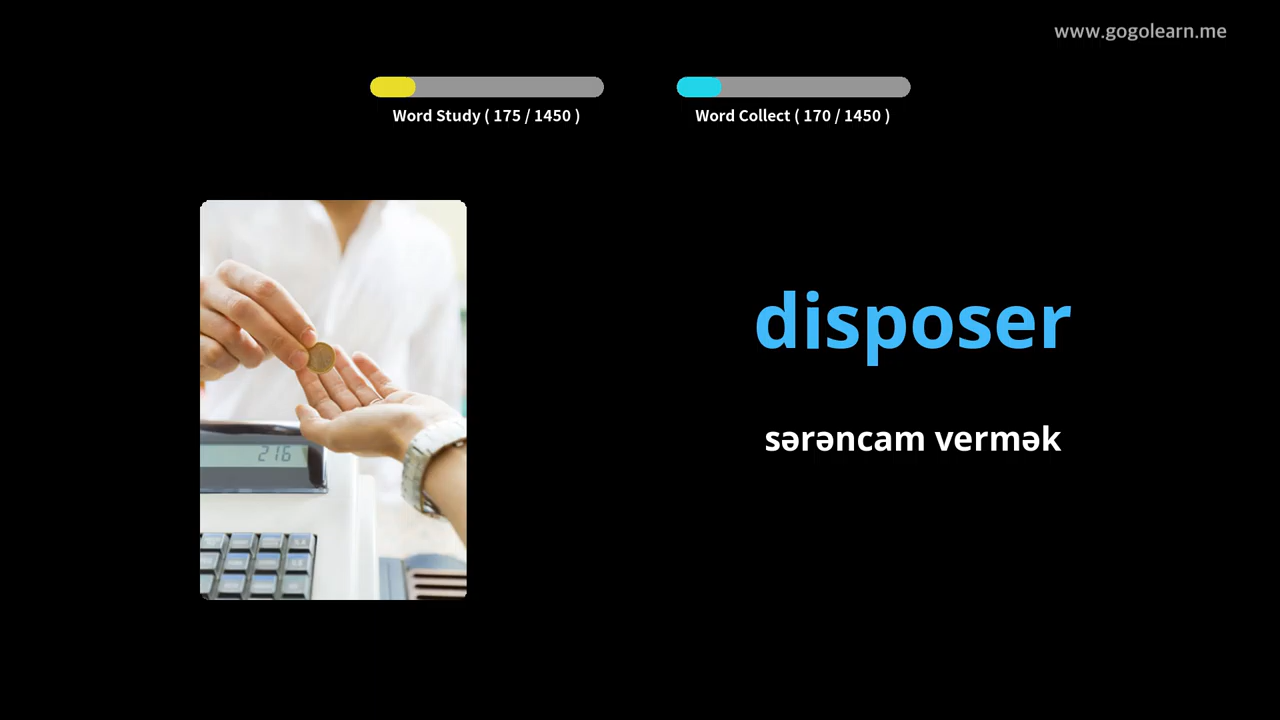 www.gogolearn.me
Word Study ( 175 / 1450 )
Word Collect ( 170 / 1450 )
disposer
sərəncam vermək
216